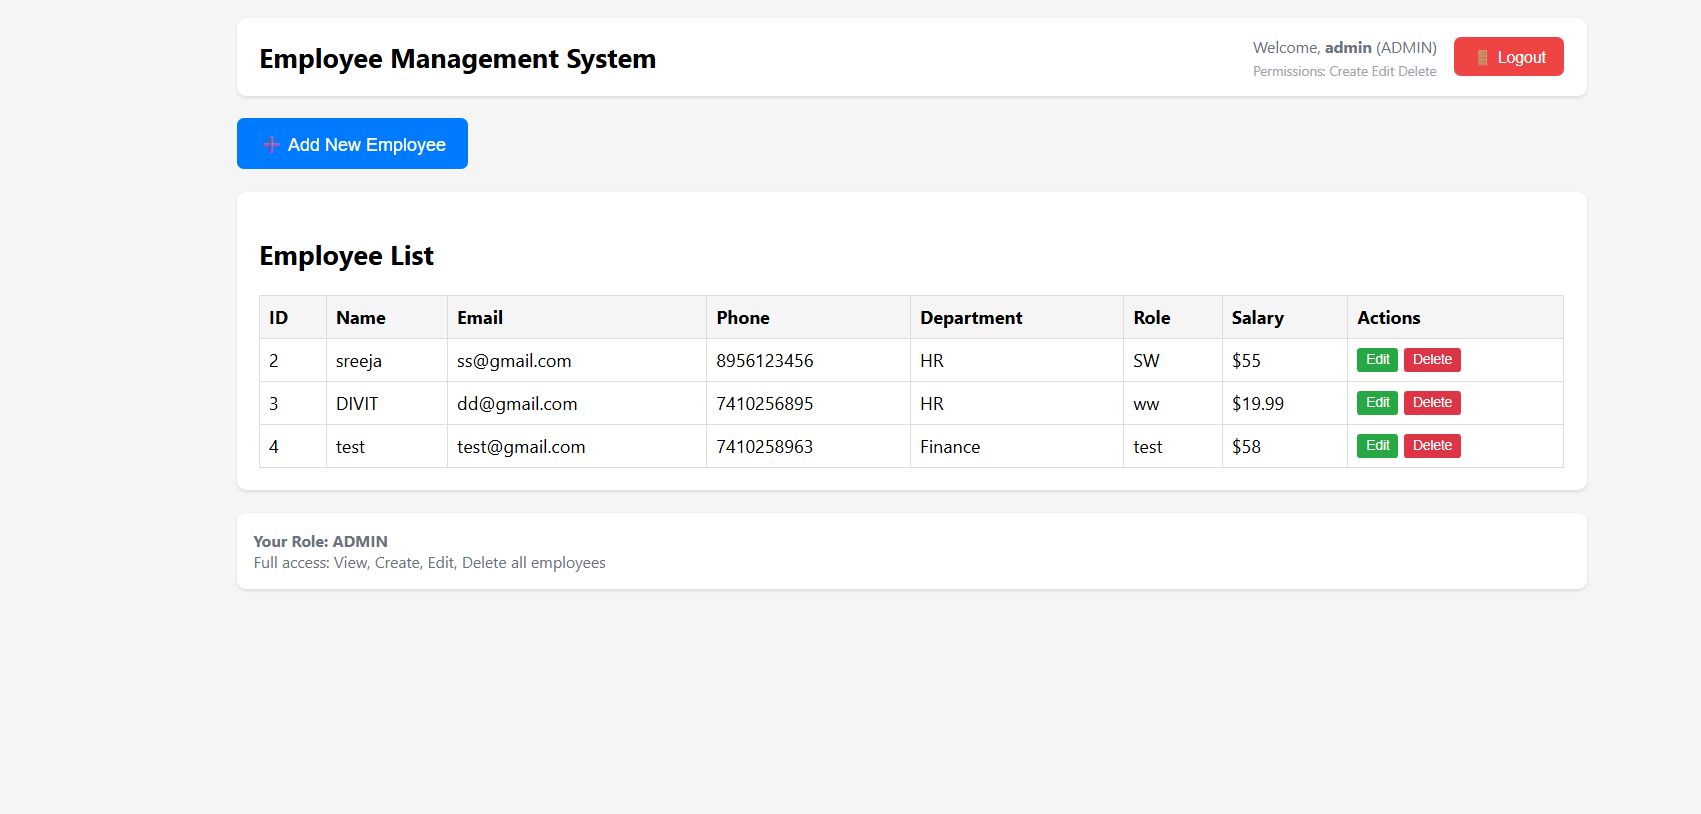 Employee Management System
Welcome, admin (ADMIN)
Permissions: Create Edit Delete
Logout
Add New Employee
Employee List
ID Name Email Phone Department Role Salary Actions
2 sreeja ss@gmail.com 8956123456 HR SW $55 Edit Delete
3 DIVIT dd@gmail.com 7410256895 HR ww $19.99 Edit Delete
4 test test@gmail.com 7410258963 Finance test $58 Edit Delete
Your Role: ADMIN
Full access: View, Create, Edit, Delete all employees